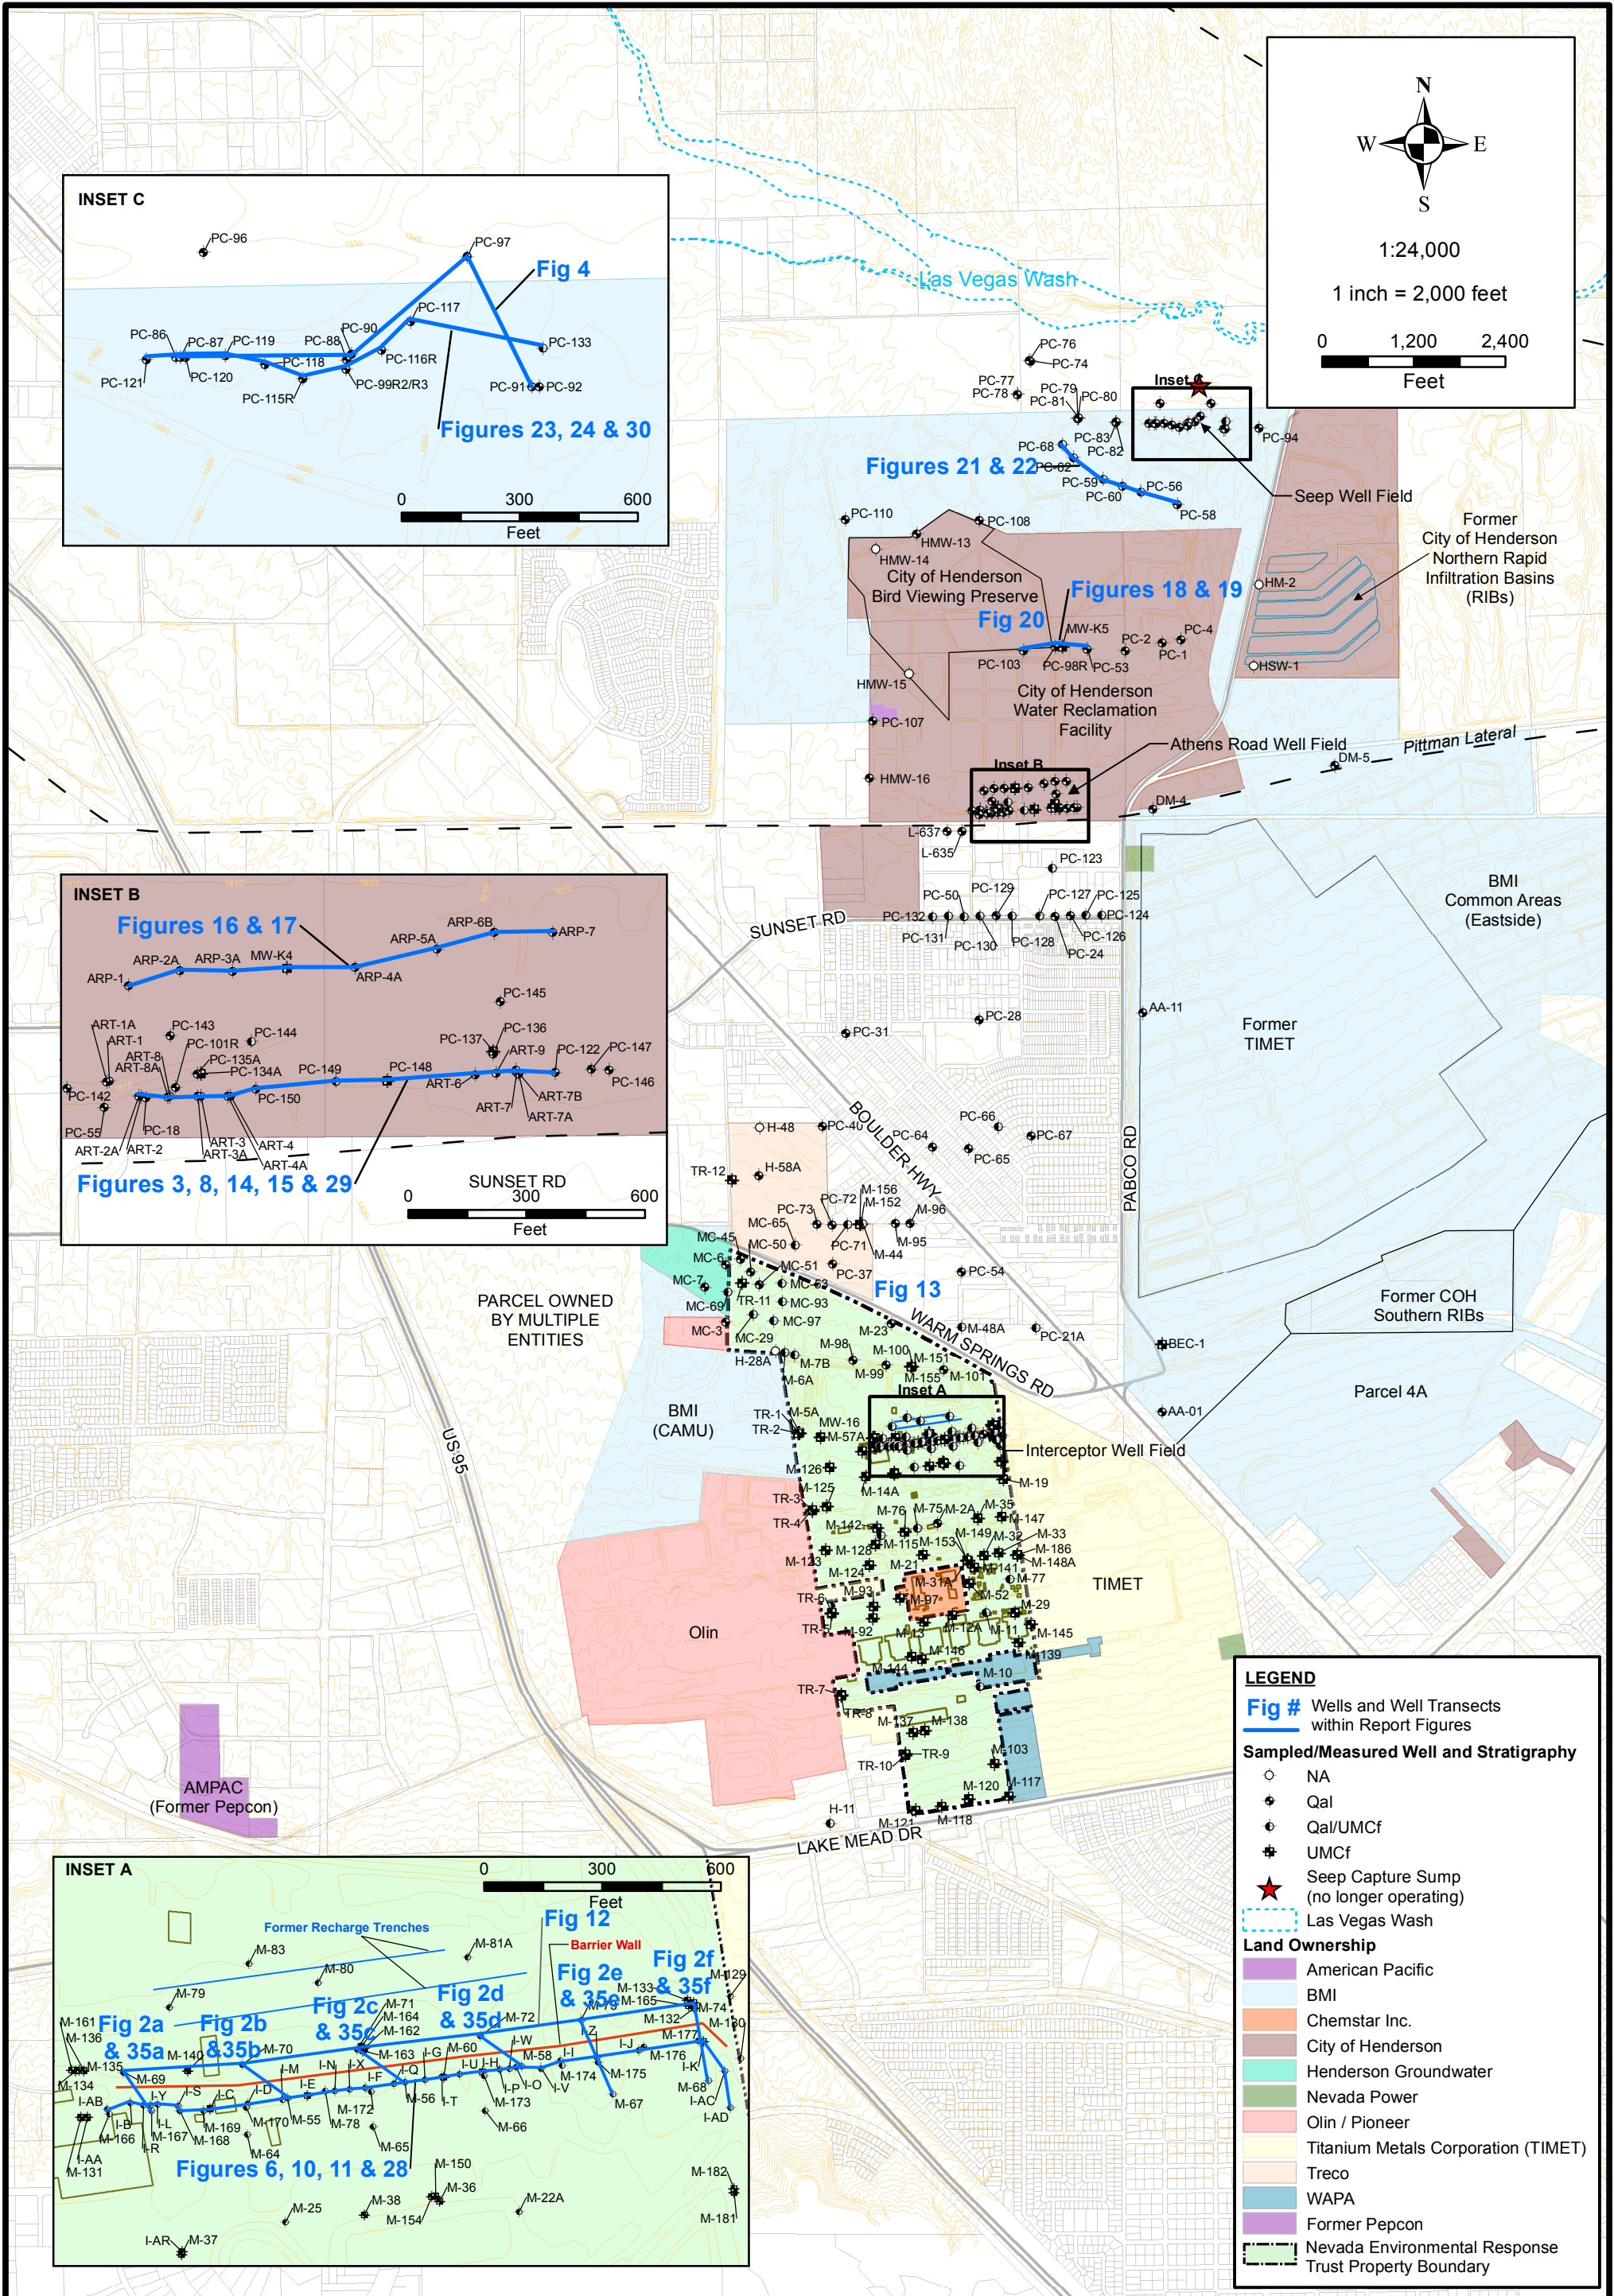 N
W
E
S
1:24,000
1 inch = 2,000 feet
0 1,200 2,400
Feet
INSET C
PC-96
PC-97
Fig 4
PC-117
PC-90
PC-86
PC-87
PC-119
PC-88
PC-133
PC-118
PC-116R
PC-121
PC-120
PC-99R2/R3
PC-91
PC-92
PC-115R
Figures 23, 24 & 30
0 300 600
Feet
Las Vegas Wash
PC-76
PC-74
PC-77
PC-78
PC-79
PC-81
PC-80
PC-83
PC-82
PC-94
PC-68
PC-62
Figures 21 & 22
PC-59
PC-60
PC-56
PC-58
Seep Well Field
Former
City of Henderson
Northern Rapid
Infiltration Basins
(RIBs)
PC-110
PC-108
HMW-13
HMW-14
City of Henderson
Bird Viewing Preserve
HM-2
Figures 18 & 19
Fig 20
MW-K5
PC-2
PC-4
PC-1
PC-103
PC-98R
PC-53
HSW-1
HMW-15
City of Henderson
Water Reclamation
Facility
PC-107
Athens Road Well Field
Pittman Lateral
DM-5
Inset B
HMW-16
DM-4
L-637
L-635
PC-123
BMI
Common Areas
(Eastside)
PC-50
PC-129
PC-127
PC-125
PC-132
PC-124
PC-131
PC-130
PC-128
PC-126
PC-24
SUNSET RD
INSET B
Figures 16 & 17
ARP-6B
ARP-7
ARP-5A
ARP-2A
ARP-3A
MW-K4
ARP-1
ARP-4A
PC-145
ART-1A
ART-1
PC-143
PC-144
PC-136
PC-137
PC-101R
ART-8
ART-8A
PC-135A
PC-134A
PC-149
PC-148
ART-9
PC-122
PC-147
ART-6
PC-142
PC-150
PC-146
ART-7B
ART-7
ART-7A
PC-55
PC-18
ART-2A
ART-2
ART-3
ART-3A
ART-4
ART-4A
Figures 3, 8, 14, 15 & 29
SUNSET RD
0 300 600
Feet
AA-11
PC-28
PC-31
Former
TIMET
BOULDER HWY
PABCO RD
H-48
PC-40
PC-66
PC-64
PC-67
PC-65
H-58A
TR-12
M-156
M-152
PC-72
PC-73
M-96
MC-65
M-95
PC-71
M-44
MC-45
MC-50
MC-6
PC-37
MC-51
PC-54
MC-7
MC-63
Fig 13
TR-11
MC-69
MC-93
MC-3
MC-97
MC-29
M-23
M-48A
PC-21A
WARM SPRINGS RD
PARCEL OWNED
BY MULTIPLE
ENTITIES
Former COH
Southern RIBs
BEC-1
Parcel 4A
AA-01
H-28A
M-7B
M-6A
M-98
M-99
M-100
M-151
M-155
M-101
Inset A
BMI
(CAMU)
US-95
TR-1
TR-2
M-5A
MW-16
M-57A
Interceptor Well Field
M-126
M-125
M-14A
M-19
TR-3
TR-4
M-76
M-75
M-2A
M-35
M-142
M-147
M-149
M-33
M-153
M-32
M-128
M-115
M-186
M-123
M-148A
M-21
M-141
M-124
M-31A
M-77
TIMET
M-93
M-52
TR-6
M-97
M-29
TR-5
M-92
M-13
M-12A
M-11
M-145
Olin
M-146
M-139
M-144
M-10
TR-7
TR-8
M-137
M-138
TR-9
TR-10
M-103
M-120
M-117
M-121
M-118
H-11
LAKE MEAD DR
AMPAC
(Former Pepcon)
INSET A
0 300 600
Feet
Former Recharge Trenches
Fig 12
Barrier Wall
M-83
M-81A
M-80
M-79
Fig 2a
& 35a
Fig 2b
& 35b
Fig 2c
& 35c
Fig 2d
& 35d
Fig 2e
& 35e
Fig 2f
& 35f
M-129
M-133
M-165
M-74
M-132
M-130
M-161
M-136
M-135
M-134
M-140
M-70
M-71
M-164
M-162
M-163
M-72
M-73
M-177
M-69
I-M
I-N
I-X
I-G
I-W
M-58
I-Z
I-J
I-I
M-176
I-AB
I-Y
I-S
I-C
I-D
I-E
I-F
I-Q
I-U
I-H
M-174
M-175
I-K
M-68
I-B
I-L
M-166
M-167
I-R
M-168
M-169
M-170
M-55
M-78
M-172
M-56
I-T
I-P
I-O
I-V
M-173
M-67
I-AC
I-AD
I-AA
M-131
M-64
M-65
M-66
Figures 6, 10, 11 & 28
M-150
M-36
M-154
M-38
M-25
M-22A
M-182
M-181
I-AR
M-37
LEGEND
Fig # Wells and Well Transects
within Report Figures
Sampled/Measured Well and Stratigraphy
NA
Qal
Qal/UMCf
UMCf
Seep Capture Sump
(no longer operating)
Las Vegas Wash
Land Ownership
American Pacific
BMI
Chemstar Inc.
City of Henderson
Henderson Groundwater
Nevada Power
Olin / Pioneer
Titanium Metals Corporation (TIMET)
Treco
WAPA
Former Pepcon
Nevada Environmental Response
Trust Property Boundary